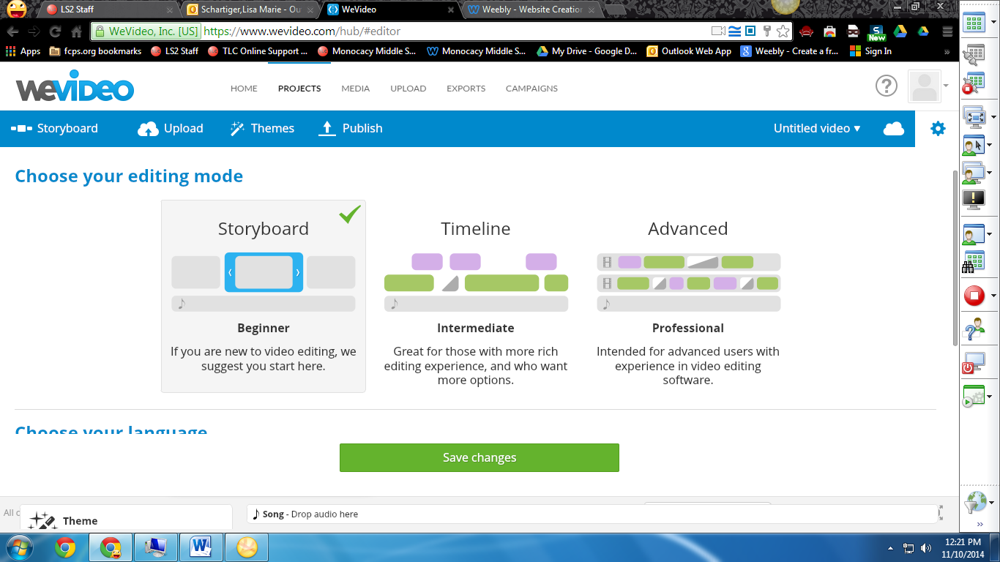 LS2 Staff
Schartiger,Lisa Marie - Ou
WeVideo
Weebly - Website Creation
WeVideo, Inc. [US] https://www.wevideo.com/hub/#editor
New
Apps fcps.org bookmarks LS2 Staff TLC Online Support ... Monocacy Middle S... Monocacy Middle S... My Drive - Google D... Outlook Web App Weebly - Create a fr... Sign In »
wevideo
HOME PROJECTS MEDIA UPLOAD EXPORTS CAMPAIGNS
Storyboard Upload Themes Publish Untitled video ▾
Choose your editing mode
Storyboard
Beginner
If you are new to video editing, we
suggest you start here.
Timeline
Intermediate
Great for those with more rich
editing experience, and who want
more options.
Advanced
Professional
Intended for advanced users with
experience in video editing
software.
Choose your language
Save changes
All c
Theme
Song - Drop audio here
12:21 PM
11/10/2014